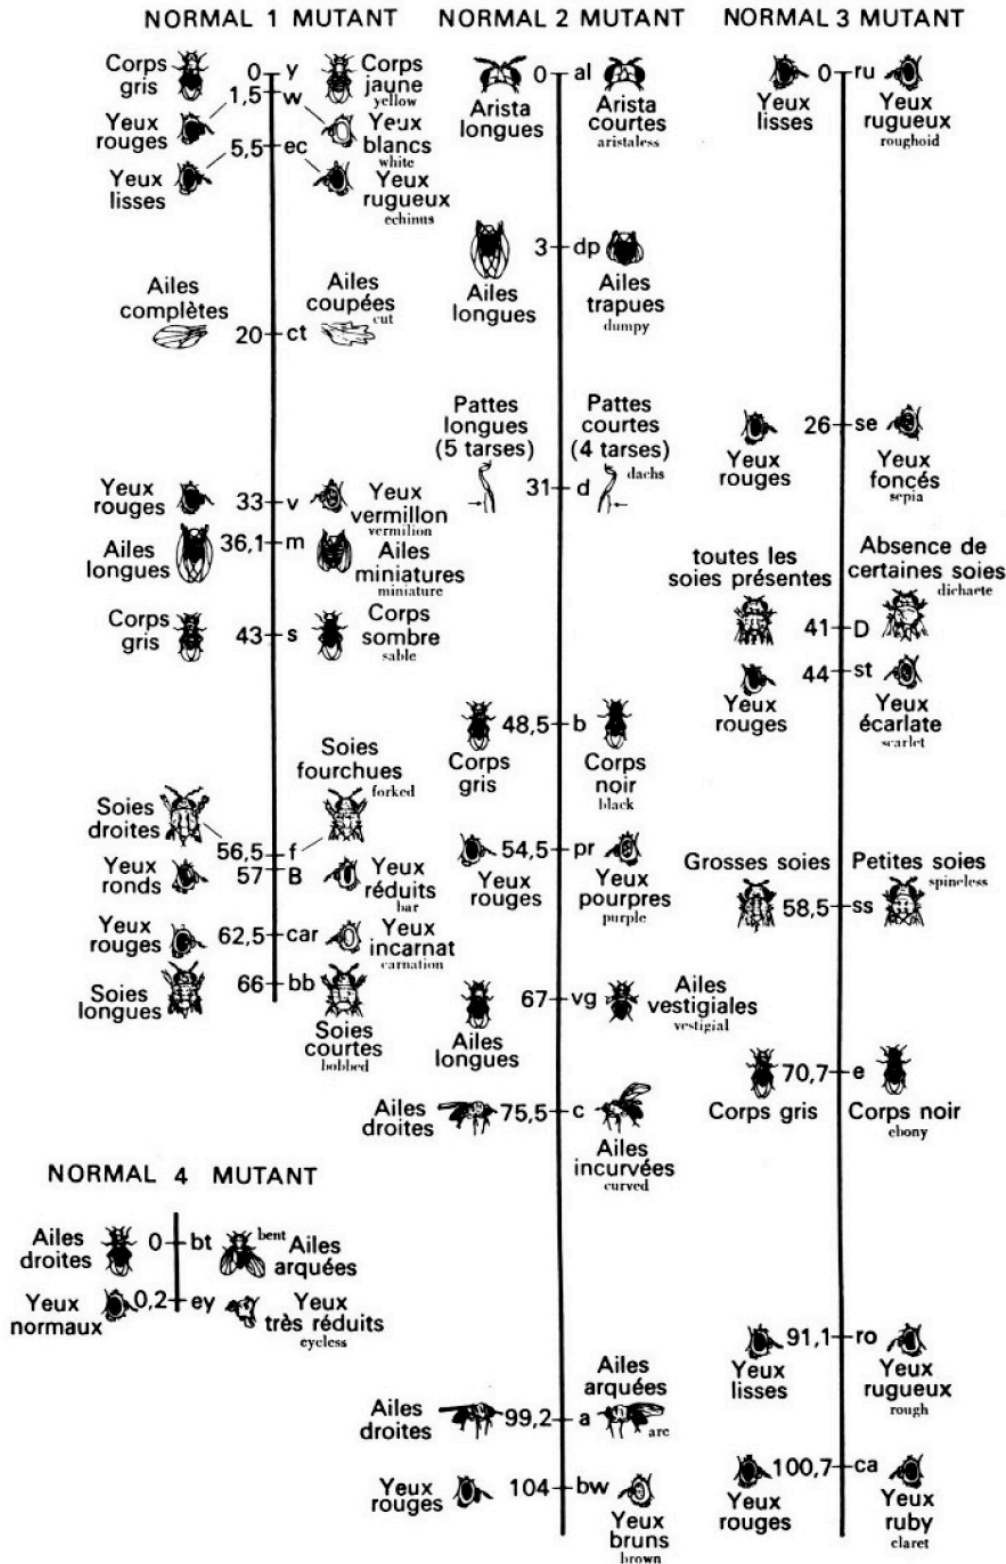 NORMAL 1 MUTANT
Corps
gris
0
y
Corps
jaune
yellow
1,5
w
Yeux
rouges
Yeux
blancs
white
5,5
ec
Yeux
lisses
Yeux
rugueux
echinus
Ailes
complètes
20
ct
Ailes
coupées
cut
Yeux
rouges
33
v
Yeux
vermillon
vermilion
Ailes
longues
36,1
m
Ailes
miniatures
miniature
Corps
gris
43
s
Corps
sombre
sable
Soies
droites
56,5
f
Soies
fourchues
forked
Yeux
ronds
57
B
Yeux
réduits
bar
Yeux
rouges
62,5
car
Yeux
incarnat
carnation
Soies
longues
66
bb
Soies
courtes
bobbed
NORMAL 4 MUTANT
Ailes
droites
0
bt
bent
Ailes
arquées
Yeux
normaux
0,2
ey
Yeux
très réduits
eyeless
NORMAL 2 MUTANT
Arista
longues
0
al
Arista
courtes
aristaless
Ailes
longues
3
dp
Ailes
trapues
dumpy
Pattes
longues
(5 tarses)
31
d
Pattes
courtes
(4 tarses)
dachs
Corps
gris
48,5
b
Corps
noir
black
Yeux
rouges
54,5
pr
Yeux
pourpres
purple
Ailes
longues
67
vg
Ailes
vestigiales
vestigial
Ailes
droites
75,5
c
Ailes
incurvées
curved
Ailes
droites
99,2
a
Ailes
arquées
arc
Yeux
rouges
104
bw
Yeux
bruns
brown
NORMAL 3 MUTANT
Yeux
lisses
0
ru
Yeux
rugueux
roughoid
Yeux
rouges
26
se
Yeux
foncés
sepia
toutes les
soies présentes
41
D
Absence de
certaines soies
dichaete
Yeux
rouges
44
st
Yeux
écarlate
scarlet
Grosses soies
58,5
ss
Petites soies
spineless
Corps gris
70,7
e
Corps noir
ebony
Yeux
lisses
91,1
ro
Yeux
rugueux
rough
Yeux
rouges
100,7
ca
Yeux
ruby
claret